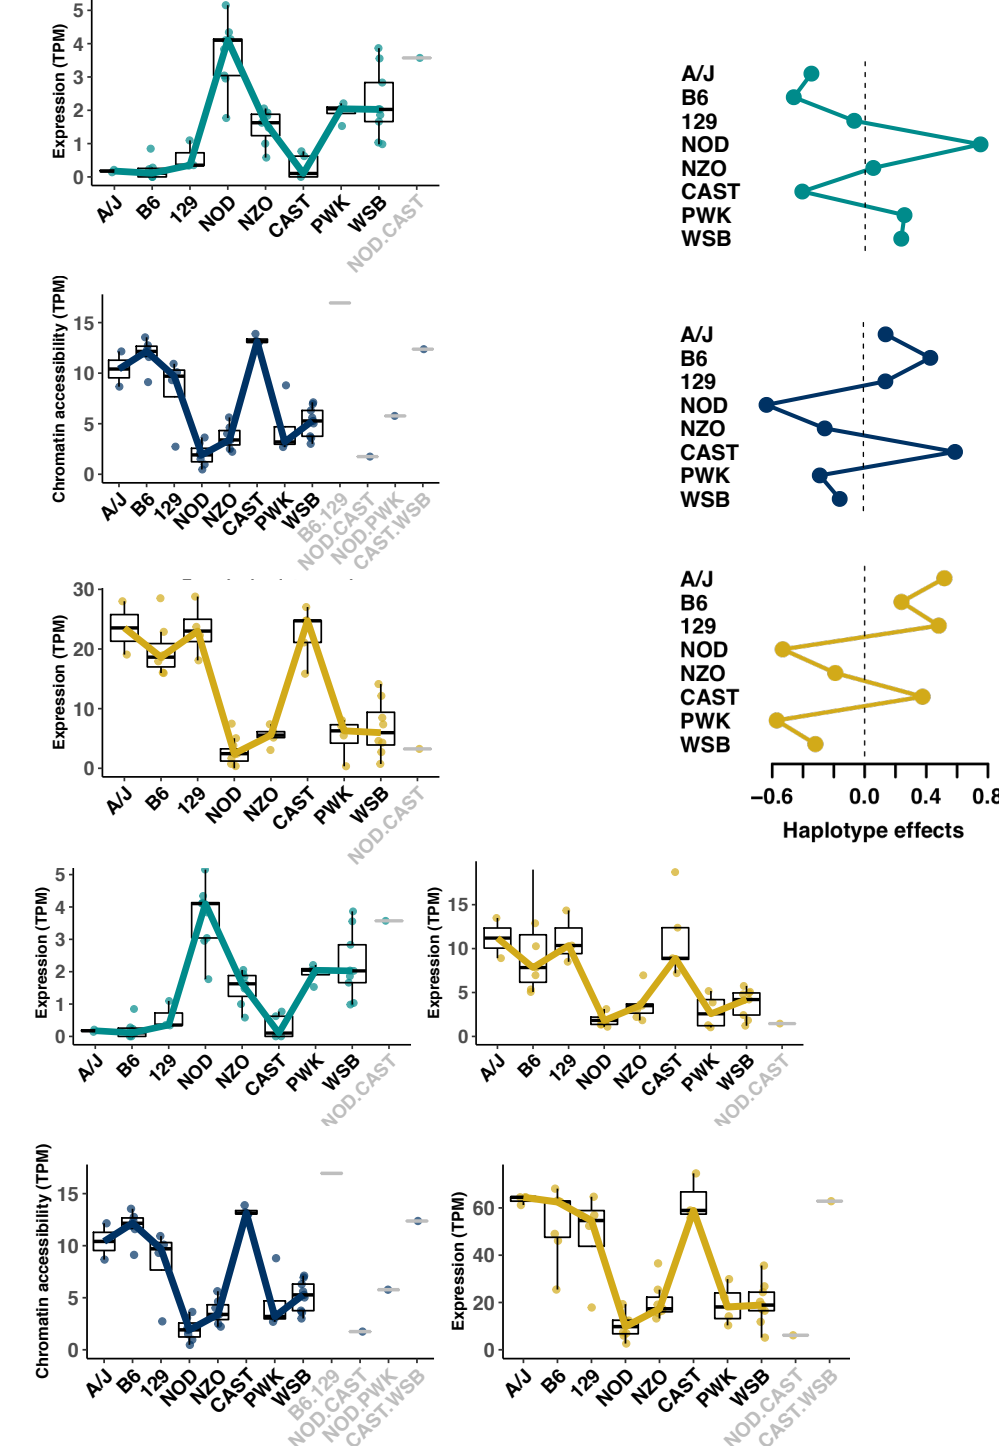 Expression (TPM)
5
4
3
2
1
0
A/J B6 129 NOD NZO CAST PWK WSB NOD.CAST
A/J
B6
129
NOD
NZO
CAST
PWK
WSB
Chromatin accessibility (TPM)
15
10
5
0
A/J B6 129 NOD NZO CAST PWK WSB B6.129 NOD.CAST NOD.PWK CAST.WSB
A/J
B6
129
NOD
NZO
CAST
PWK
WSB
Expression (TPM)
30
20
10
0
A/J B6 129 NOD NZO CAST PWK WSB NOD.CAST
A/J
B6
129
NOD
NZO
CAST
PWK
WSB
−0.6 0.0 0.4 0.8
Haplotype effects
Expression (TPM)
5
4
3
2
1
0
A/J B6 129 NOD NZO CAST PWK WSB NOD.CAST
Expression (TPM)
15
10
5
0
A/J B6 129 NOD NZO CAST PWK WSB NOD.CAST
Chromatin accessibility (TPM)
15
10
5
0
A/J B6 129 NOD NZO CAST PWK WSB B6.129 NOD.CAST NOD.PWK CAST.WSB
Expression (TPM)
60
40
20
0
A/J B6 129 NOD NZO CAST PWK WSB NOD.CAST CAST.WSB